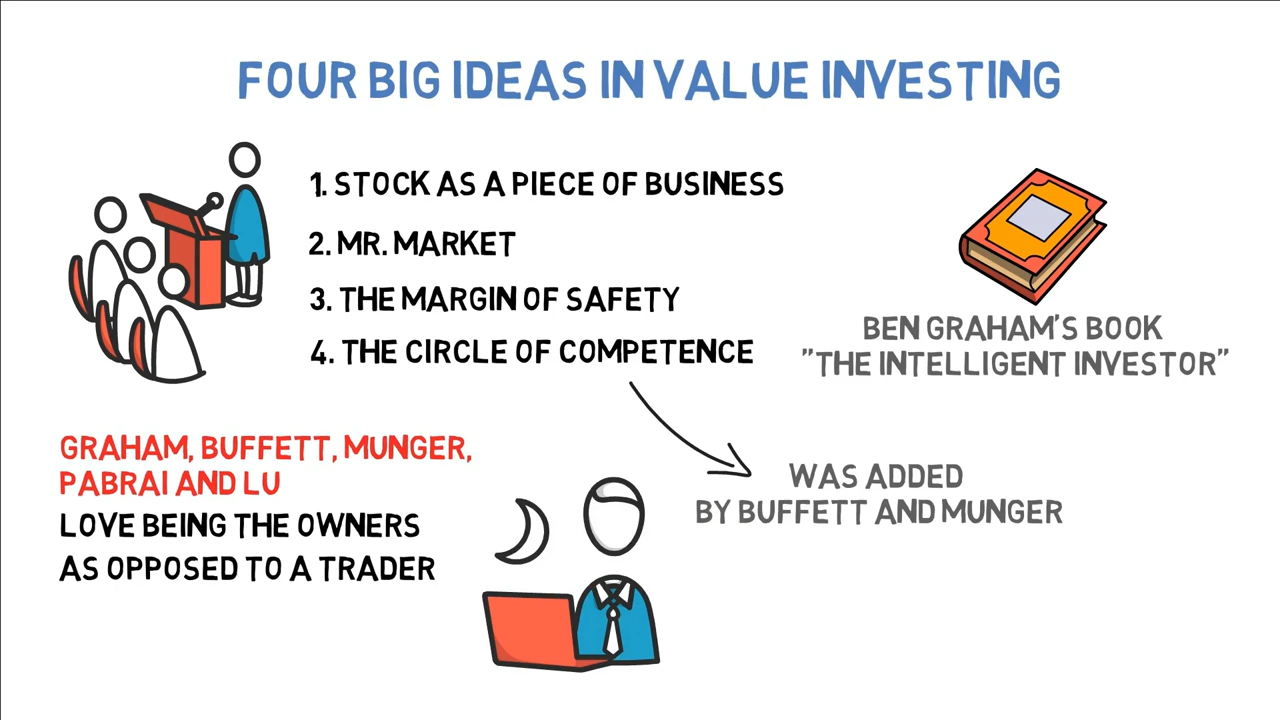 FOUR BIG IDEAS IN VALUE INVESTING
1. STOCK AS A PIECE OF BUSINESS
2. MR. MARKET
3. THE MARGIN OF SAFETY
4. THE CIRCLE OF COMPETENCE
BEN GRAHAM'S BOOK
"THE INTELLIGENT INVESTOR"
GRAHAM, BUFFETT, MUNGER,
PABRAI AND LU
LOVE BEING THE OWNERS
AS OPPOSED TO A TRADER
WAS ADDED
BY BUFFETT AND MUNGER